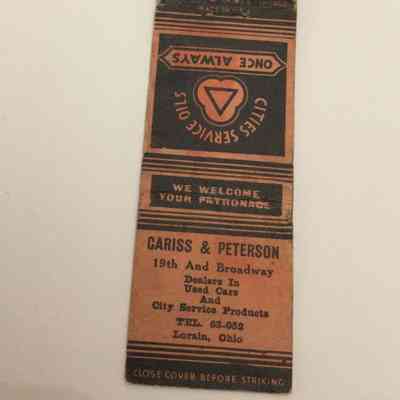 ONCE - ALWAYS
CITIES SERVICE OILS
WE WELCOME
YOUR PATRONAGE
CARISS & PETERSON
19th And Broadway
Dealers In
Used Cars
And
City Service Products
TEL. 63-052
Lorain, Ohio
CLOSE COVER BEFORE STRIKING